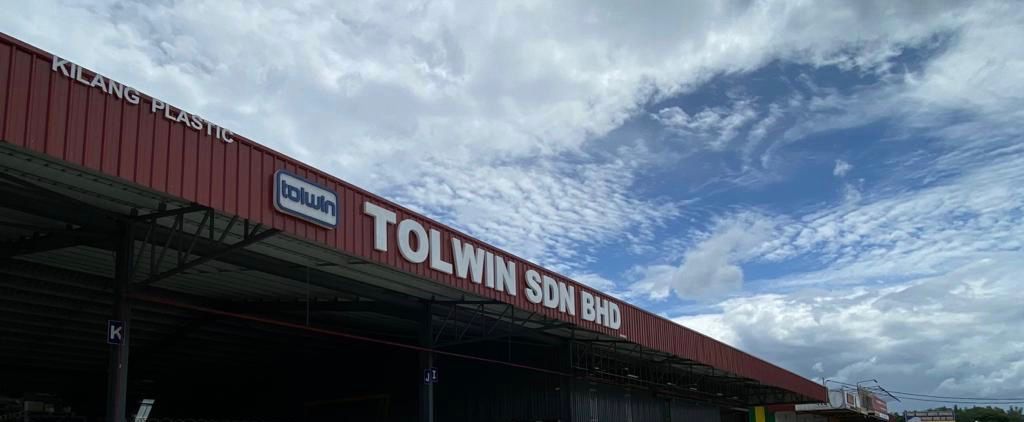 KILANG PLASTIC
tolwin
TOLWIN SDN BHD
K
J I